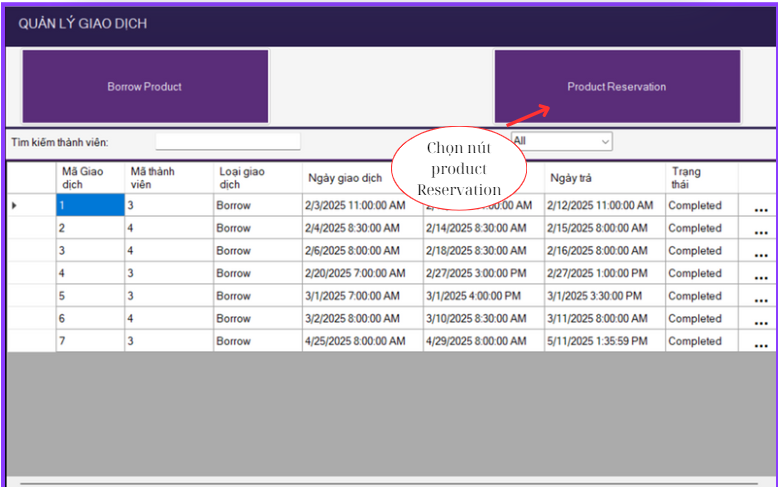 QUẢN LÝ GIAO DỊCH
Borrow Product
Product Reservation
Tìm kiếm thành viên:
All
Chọn nút
product
Reservation
Mã Giao dịch Mã thành viên Loại giao dịch Ngày giao dịch Ngày trả Trạng thái
1 3 Borrow 2/3/2025 11:00:00 AM 2/12/2025 11:00:00 AM Completed ...
2 4 Borrow 2/4/2025 8:30:00 AM 2/14/2025 8:30:00 AM 2/15/2025 8:00:00 AM Completed ...
3 4 Borrow 2/6/2025 8:00:00 AM 2/18/2025 8:30:00 AM 2/16/2025 8:00:00 AM Completed ...
4 3 Borrow 2/20/2025 7:00:00 AM 2/27/2025 3:00:00 PM 2/27/2025 1:00:00 PM Completed ...
5 3 Borrow 3/1/2025 7:00:00 AM 3/1/2025 4:00:00 PM 3/1/2025 3:30:00 PM Completed ...
6 4 Borrow 3/2/2025 8:00:00 AM 3/10/2025 8:30:00 AM 3/11/2025 8:00:00 AM Completed ...
7 3 Borrow 4/25/2025 8:00:00 AM 4/29/2025 8:00:00 AM 5/11/2025 1:35:59 PM Completed ...